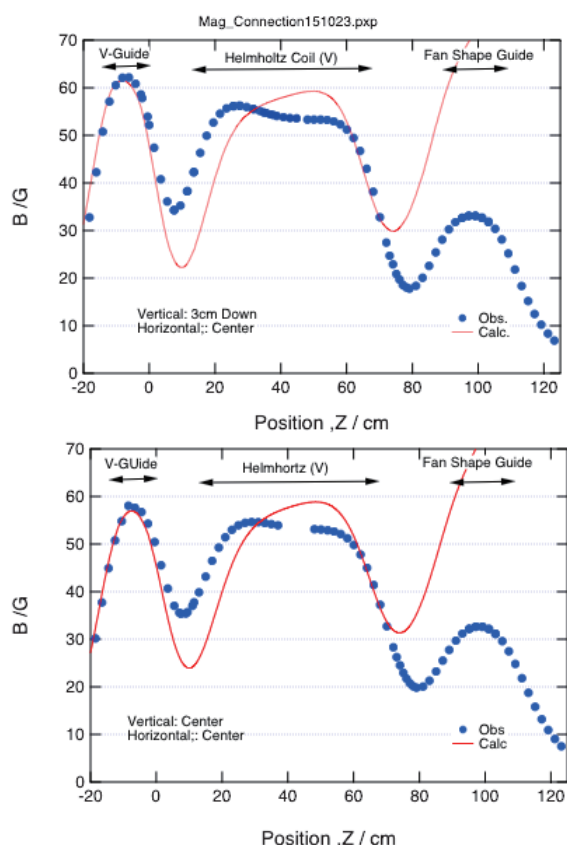 Mag_Connection151023.pxp
70
60
50
40
30
20
10
0
B /G
V-Guide
Helmholtz Coil (V)
Fan Shape Guide
Vertical: 3cm Down
Horizontal;: Center
Obs.
Calc.
-20 0 20 40 60 80 100 120
Position ,Z / cm
70
60
50
40
30
20
10
0
B /G
V-GUide
Helmhortz (V)
Fan Shape Guide
Vertical: Center
Horizontal;: Center
Obs
Calc
-20 0 20 40 60 80 100 120
Position ,Z / cm